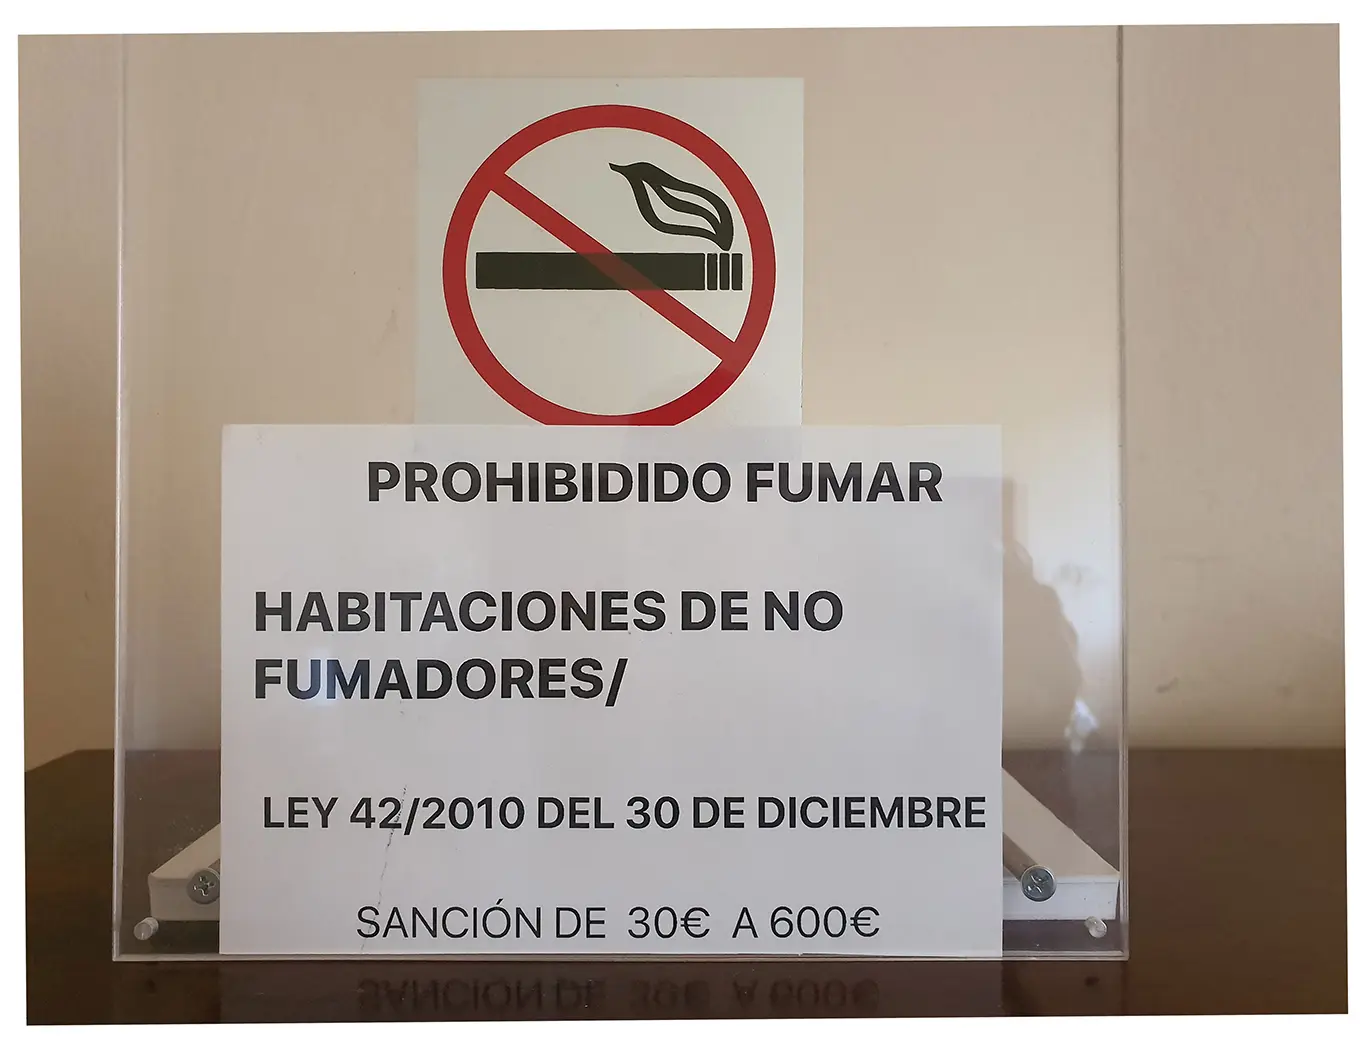 PROHIBIDIDO FUMAR
HABITACIONES DE NO
FUMADORES/
LEY 42/2010 DEL 30 DE DICIEMBRE
SANCIÓN DE 30€ A 600€